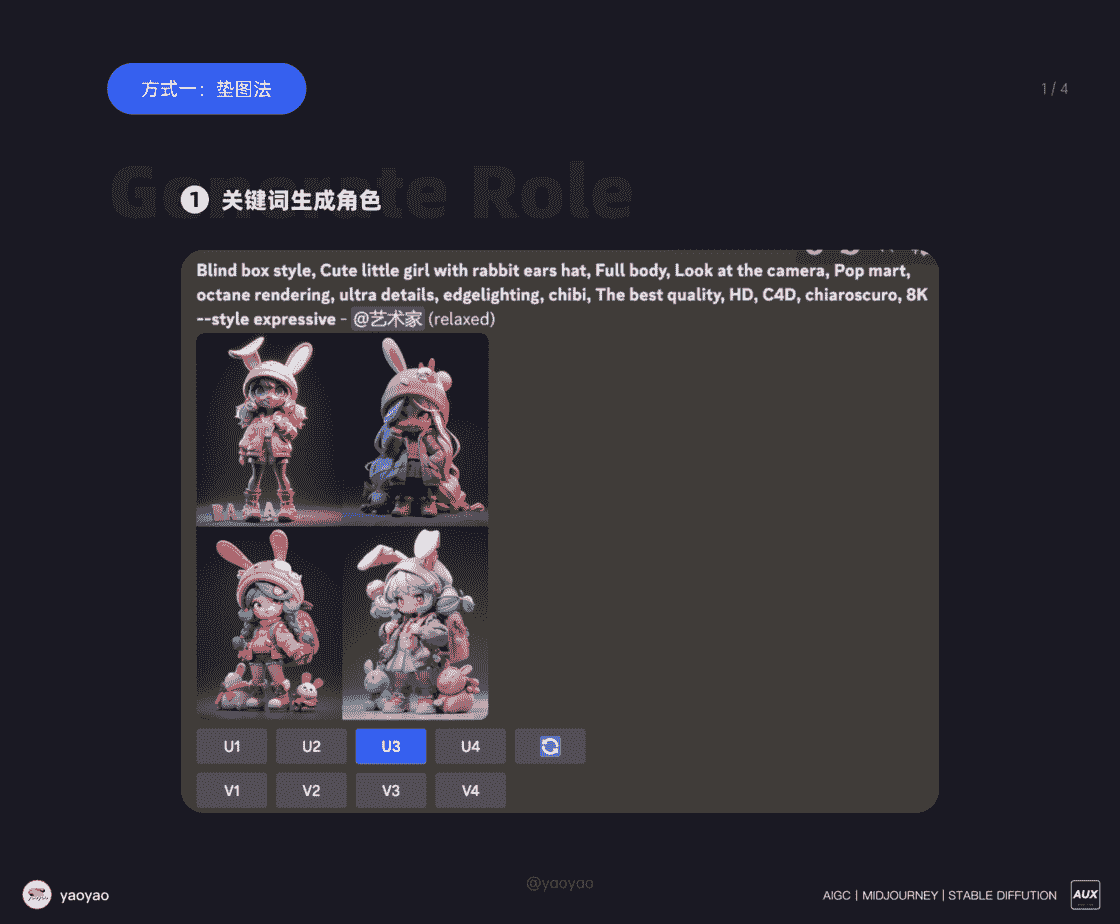 方式一：垫图法
1 / 4
Generate Role
1 关键词生成角色
Blind box style, Cute little girl with rabbit ears hat, Full body, Look at the camera, Pop mart,
octane rendering, ultra details, edgelighting, chibi, The best quality, HD, C4D, chiaroscuro, 8K
--style expressive - @艺术家 (relaxed)
U1 U2 U3 U4
V1 V2 V3 V4
@yaoyao
yaoyao
AIGC | MIDJOURNEY | STABLE DIFFUTION
AUX